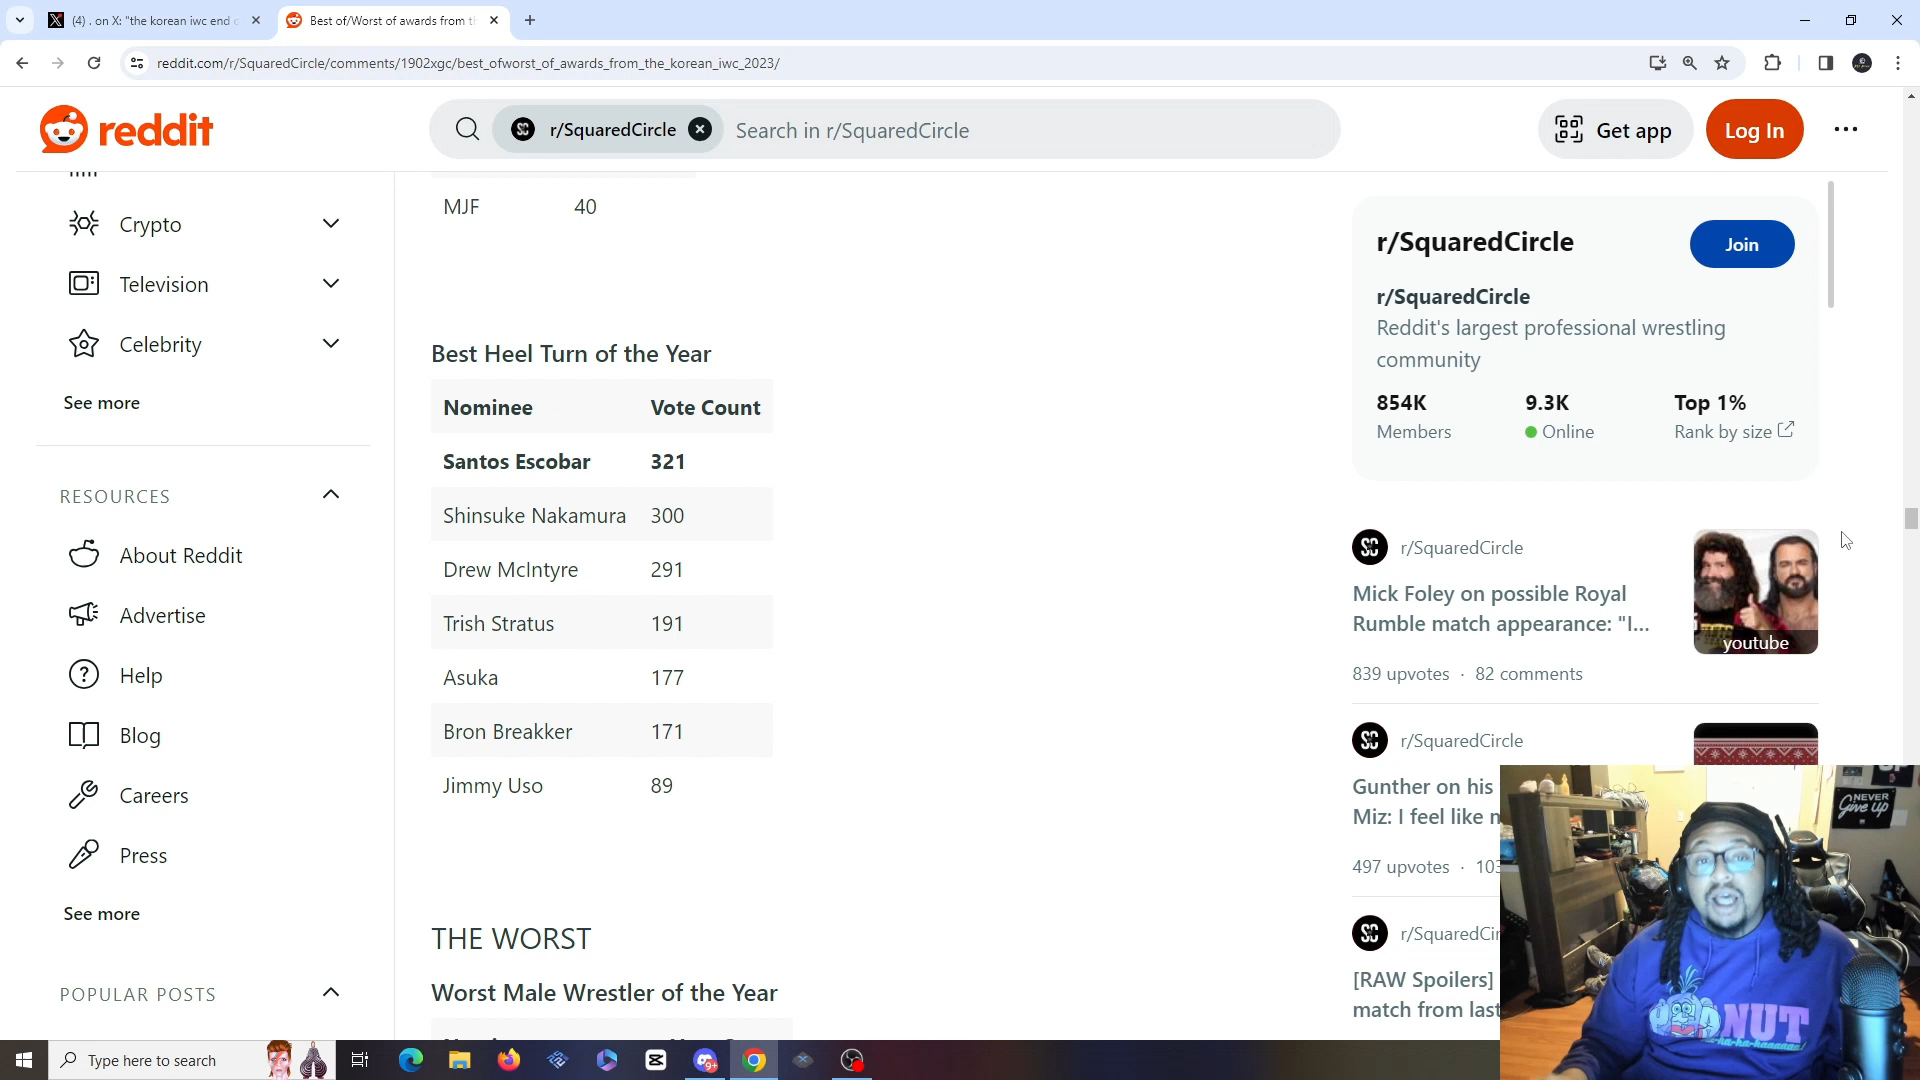 (4) . on X: "the korean iwc end
Best of/Worst of awards from
reddit.com/r/SquaredCircle/comments/1902xgc/best_ofworst_of_awards_from_the_korean_iwc_2023/
reddit
r/SquaredCircle
Search in r/SquaredCircle
Get app
Log In
Crypto
Television
Celebrity
See more
RESOURCES
About Reddit
Advertise
Help
Blog
Careers
Press
See more
POPULAR POSTS
MJF 40
Best Heel Turn of the Year
Nominee Vote Count
Santos Escobar 321
Shinsuke Nakamura 300
Drew McIntyre 291
Trish Stratus 191
Asuka 177
Bron Breakker 171
Jimmy Uso 89
THE WORST
Worst Male Wrestler of the Year
r/SquaredCircle
Join
r/SquaredCircle
Reddit's largest professional wrestling
community
854K 9.3K Top 1%
Members Online Rank by size
r/SquaredCircle
Mick Foley on possible Royal
Rumble match appearance: "I...
youtube
839 upvotes · 82 comments
r/SquaredCircle
Gunther on his
Miz: I feel like
497 upvotes · 103
r/SquaredCir
[RAW Spoilers]
match from last
NEVER
Give UP
NUT
Type here to search
9+